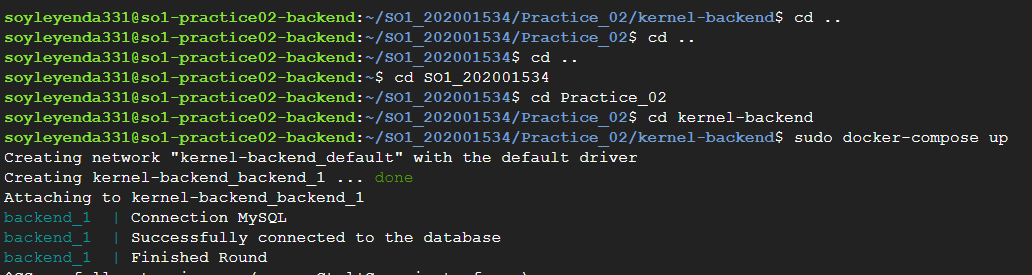 soyleyenda331@so1-practice02-backend:~/SO1_202001534/Practice_02/kernel-backend$ cd ..
soyleyenda331@so1-practice02-backend:~/SO1_202001534/Practice_02$ cd ..
soyleyenda331@so1-practice02-backend:~/SO1_202001534$ cd ..
soyleyenda331@so1-practice02-backend:~$ cd SO1_202001534
soyleyenda331@so1-practice02-backend:~/SO1_202001534$ cd Practice_02
soyleyenda331@so1-practice02-backend:~/SO1_202001534/Practice_02$ cd kernel-backend
soyleyenda331@so1-practice02-backend:~/SO1_202001534/Practice_02/kernel-backend$ sudo docker-compose up
Creating network "kernel-backend_default" with the default driver
Creating kernel-backend_backend_1 ... done
Attaching to kernel-backend_backend_1
backend_1  | Connection MySQL
backend_1  | Successfully connected to the database
backend_1  | Finished Round